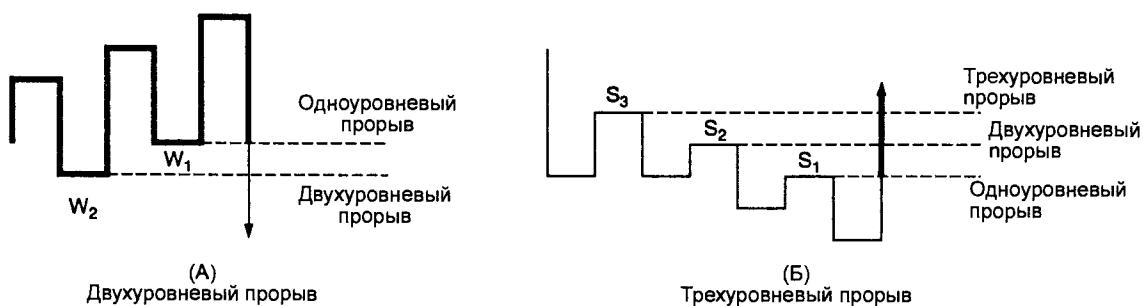 Одноуровневый
прорыв
W₁
Двухуровневый
прорыв
W₂
(А)
Двухуровневый прорыв
S₃
Трехуровневый
прорыв
S₂
Двухуровневый
прорыв
S₁
Одноуровневый
прорыв
(Б)
Трехуровневый прорыв